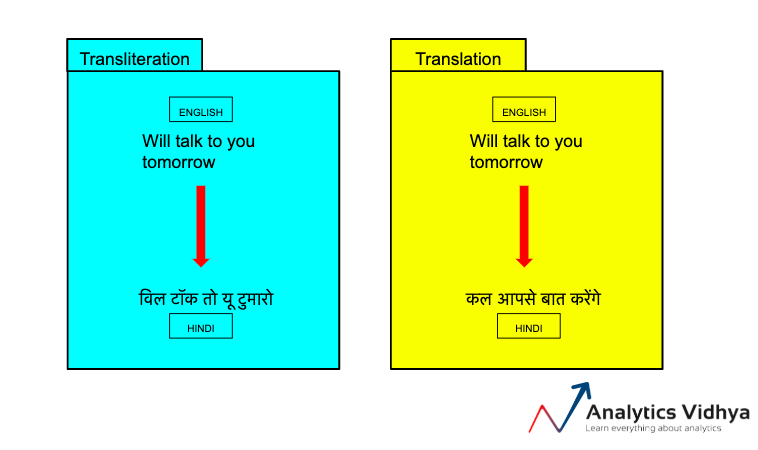 Transliteration
ENGLISH
Will talk to you
tomorrow
विल टॉक तो यू टुमारो
HINDI
Translation
ENGLISH
Will talk to you
tomorrow
कल आपसे बात करेंगे
HINDI
Analytics Vidhya
Learn everything about analytics